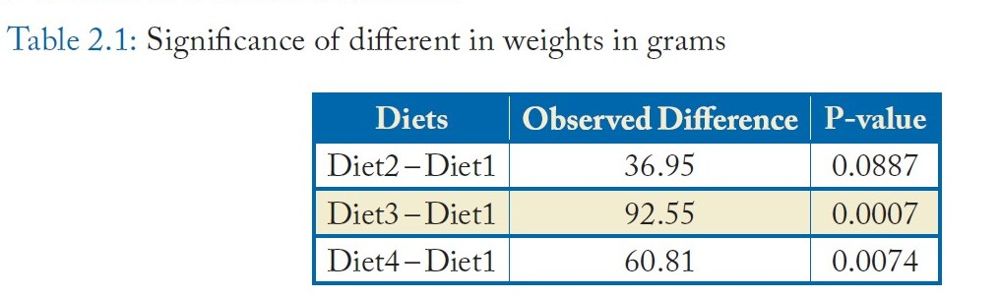 Table 2.1: Significance of different in weights in grams
Diets Observed Difference P-value
Diet2 – Diet1 36.95 0.0887
Diet3 – Diet1 92.55 0.0007
Diet4 – Diet1 60.81 0.0074